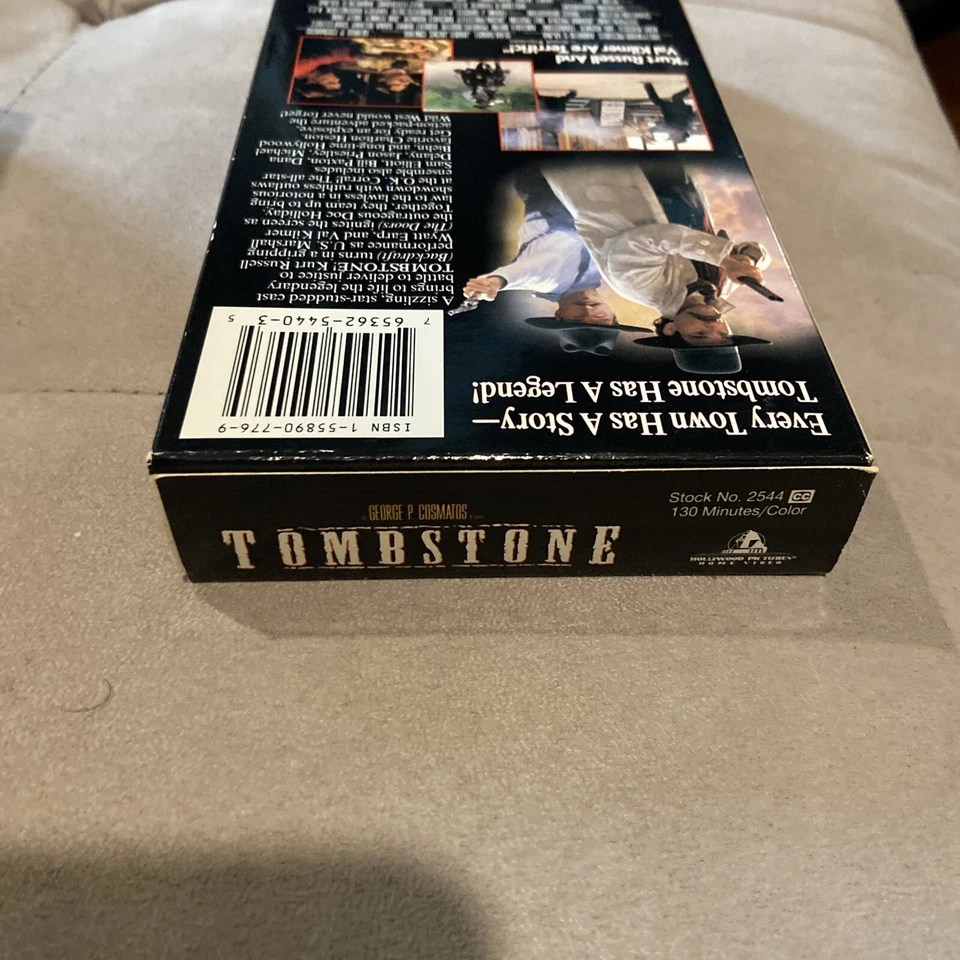 Every Town Has A Story—
Tombstone Has A Legend!
A sizzling, star-studded cast
brings to life the legendary
battle to deliver justice to
TOMBSTONE! Kurt Russell
(Backdraft) turns in a gripping
performance as U.S. Marshall
Wyatt Earp, and Val Kilmer
(The Doors) ignites the screen as
the outrageous Doc Holliday.
Together, they team up to bring
law to the lawless in a notorious
showdown with ruthless outlaws
at the O.K. Corral! The all-star
ensemble also includes
Sam Elliott, Bill Paxton, Dana
Delany, Jason Priestley, Michael
Biehn, and long-time Hollywood
favorite Charlton Heston.
Get ready for an explosive,
action-packed adventure the
Wild West would never forget!
"Kurt Russell And
Val Kilmer Are Terrific!"
ISBN 1-55890-776-9
7 65362-5440-3 5
GEORGE P. COSMATOS
TOMBSTONE
Stock No. 2544 CC
130 Minutes/Color
HOLLYWOOD PICTURES
HOME VIDEO